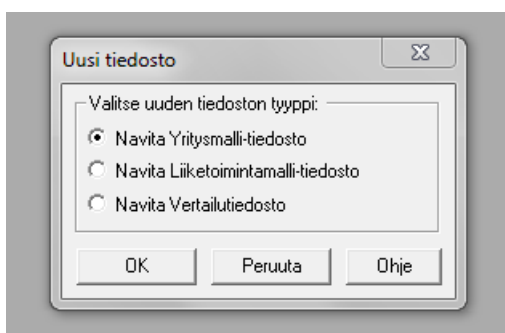 Uusi tiedosto
Valitse uuden tiedoston tyyppi:
Navita Yritysmalli-tiedosto
Navita Liiketoimintamalli-tiedosto
Navita Vertailutiedosto
OK Peruuta Ohje